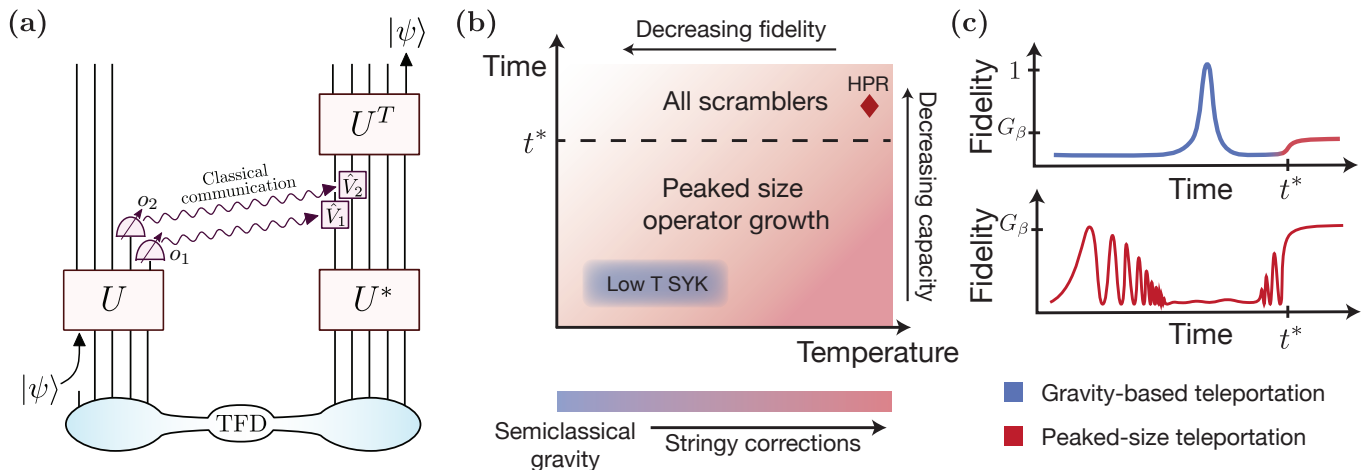 (a)
|ψ⟩
U^T
Classical
communication
V̂₂
V̂₁
o₂
o₁
U
U*
|ψ⟩
TFD
(b)
Decreasing fidelity
Time
All scramblers
HPR
t*
Peaked size
operator growth
Low T SYK
Decreasing capacity
Temperature
Semiclassical
gravity
Stringy corrections
(c)
Fidelity
1
G_β
Time
t*
Fidelity
G_β
Time
t*
Gravity-based teleportation
Peaked-size teleportation